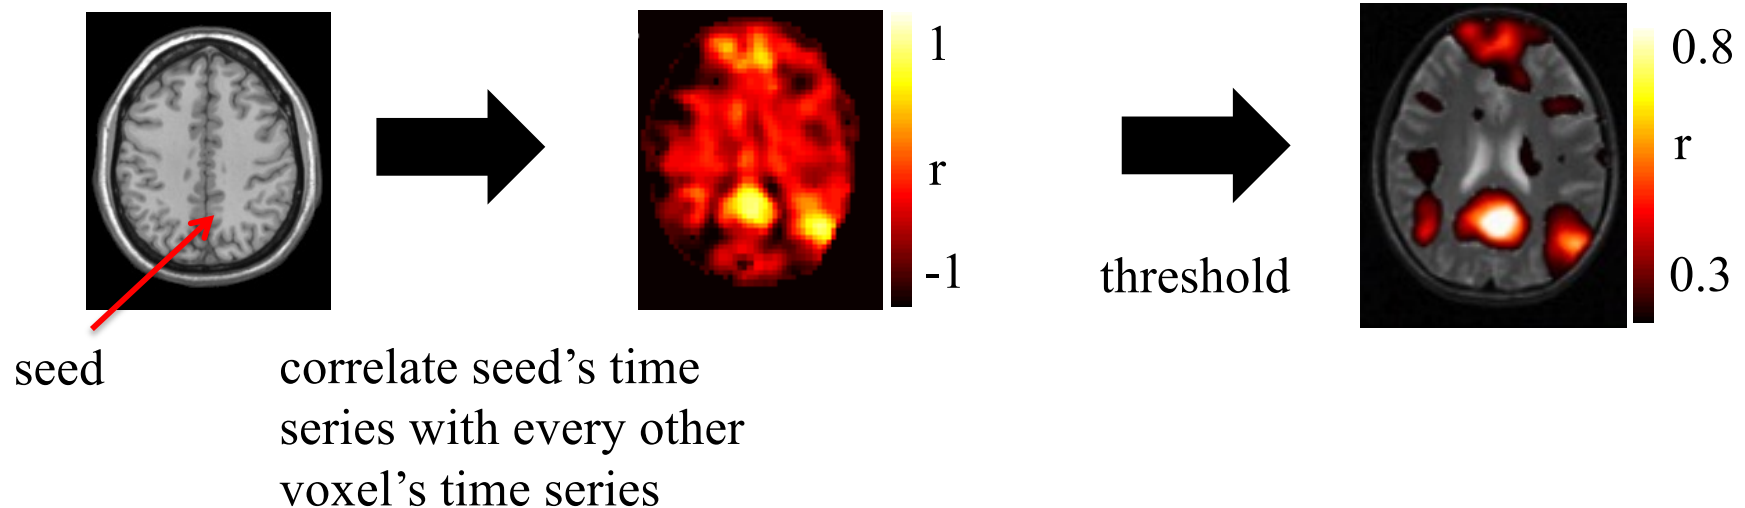 seed
correlate seed’s time
series with every other
voxel’s time series
1
r
-1
threshold
0.8
r
0.3